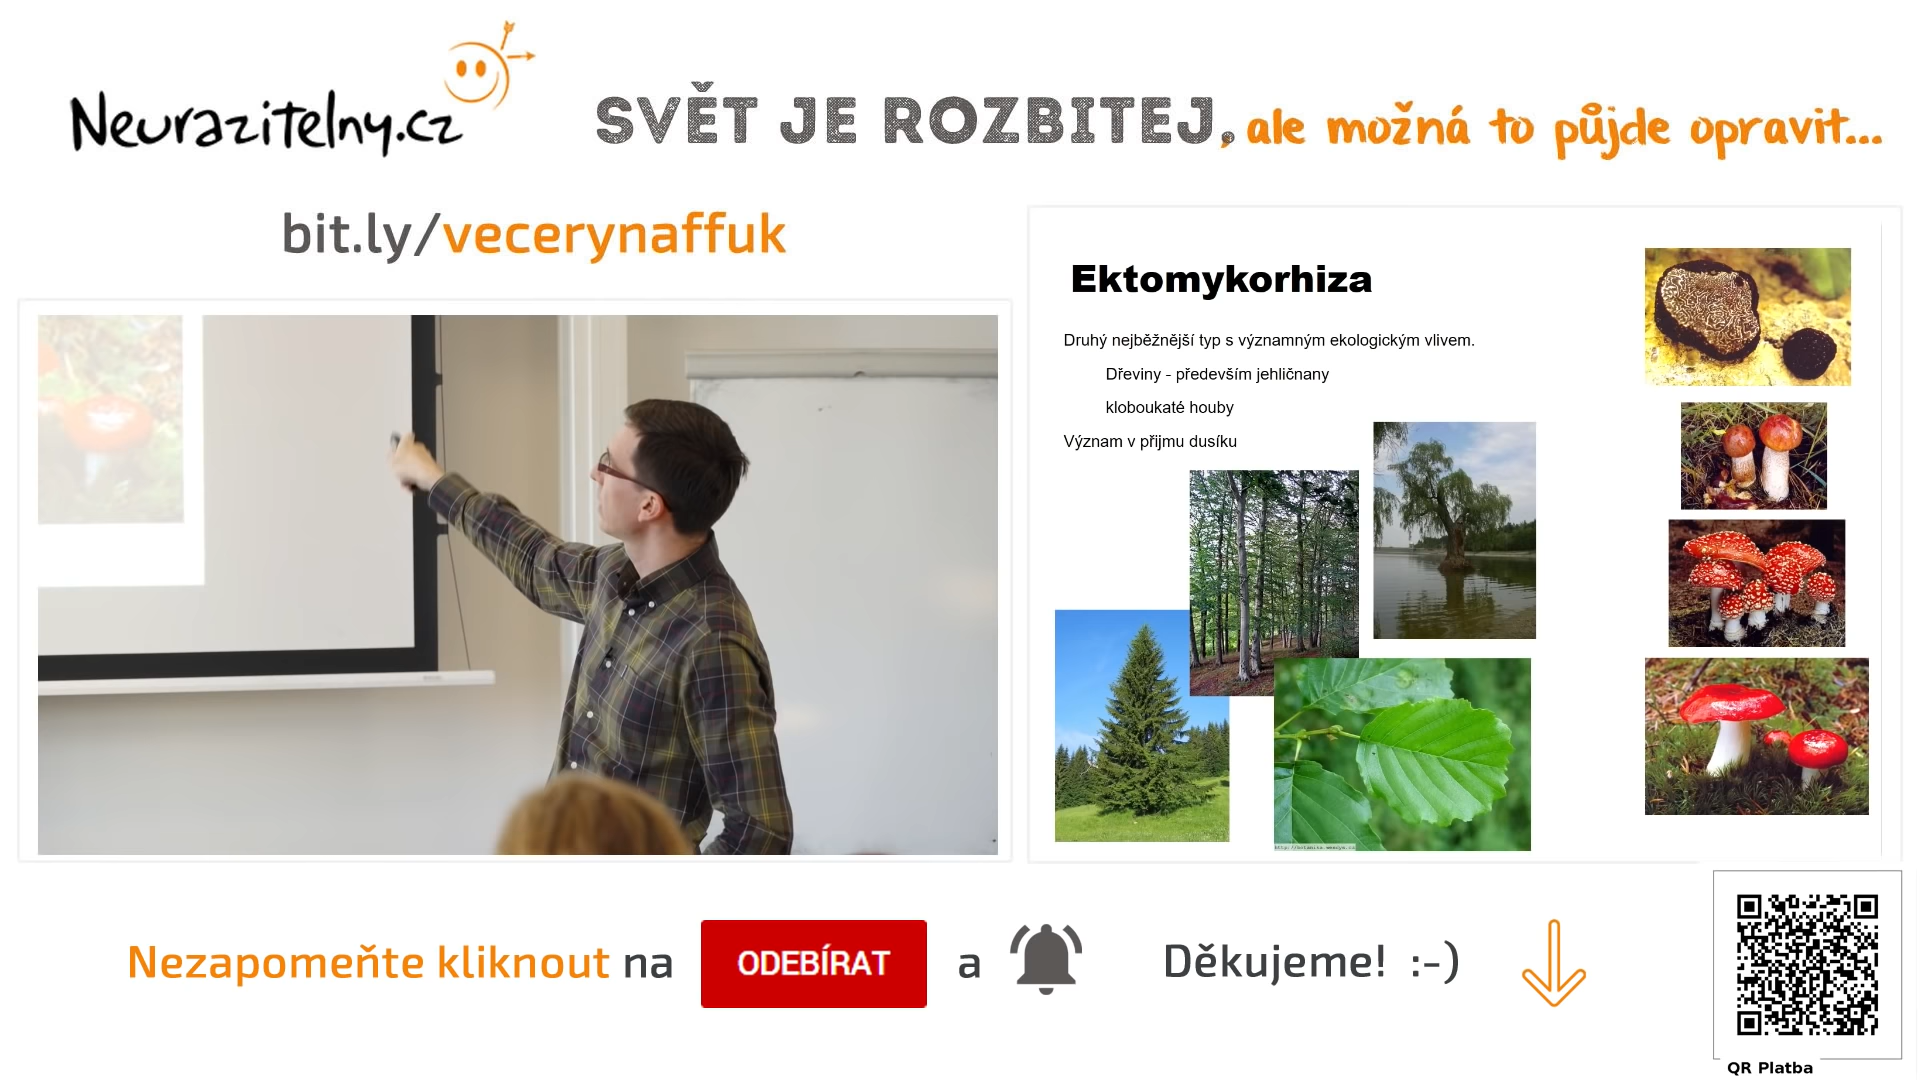 Neurazitelny.cz
SVĚT JE ROZBITEJ, ale možná to půjde opravit...
bit.ly/vecerynaffuk
Ektomykorhiza
Druhý nejběžnější typ s významným ekologickým vlivem.
Dřeviny - především jehličnany
kloboukaté houby
Význam v přijmu dusíku
Nezapomeňte kliknout na ODEBÍRAT a Děkujeme! :-)
QR Platba